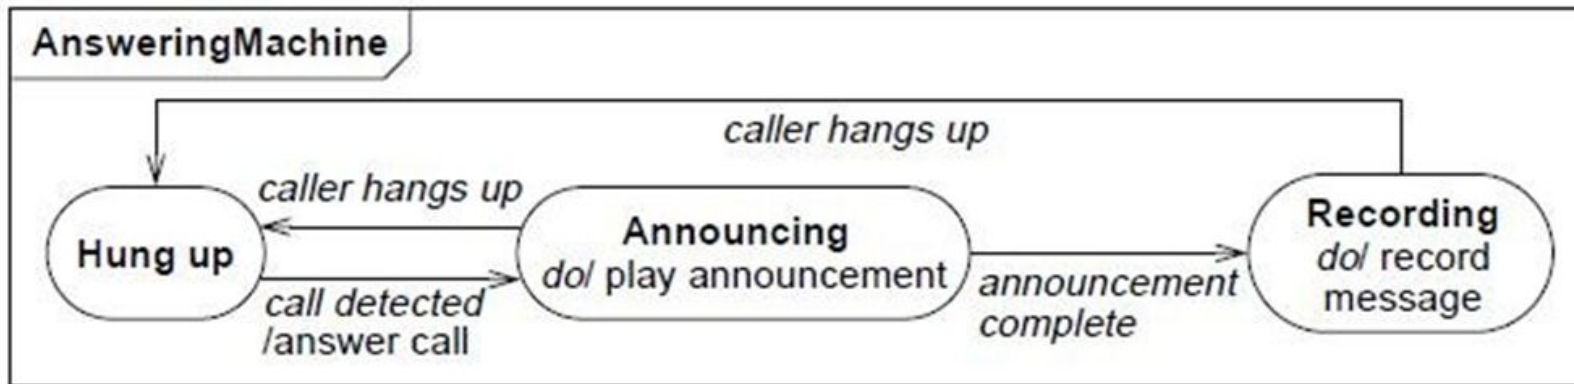 AnsweringMachine
caller hangs up
caller hangs up
Hung up
call detected
/answer call
Announcing
do/ play announcement
announcement
complete
Recording
do/ record
message